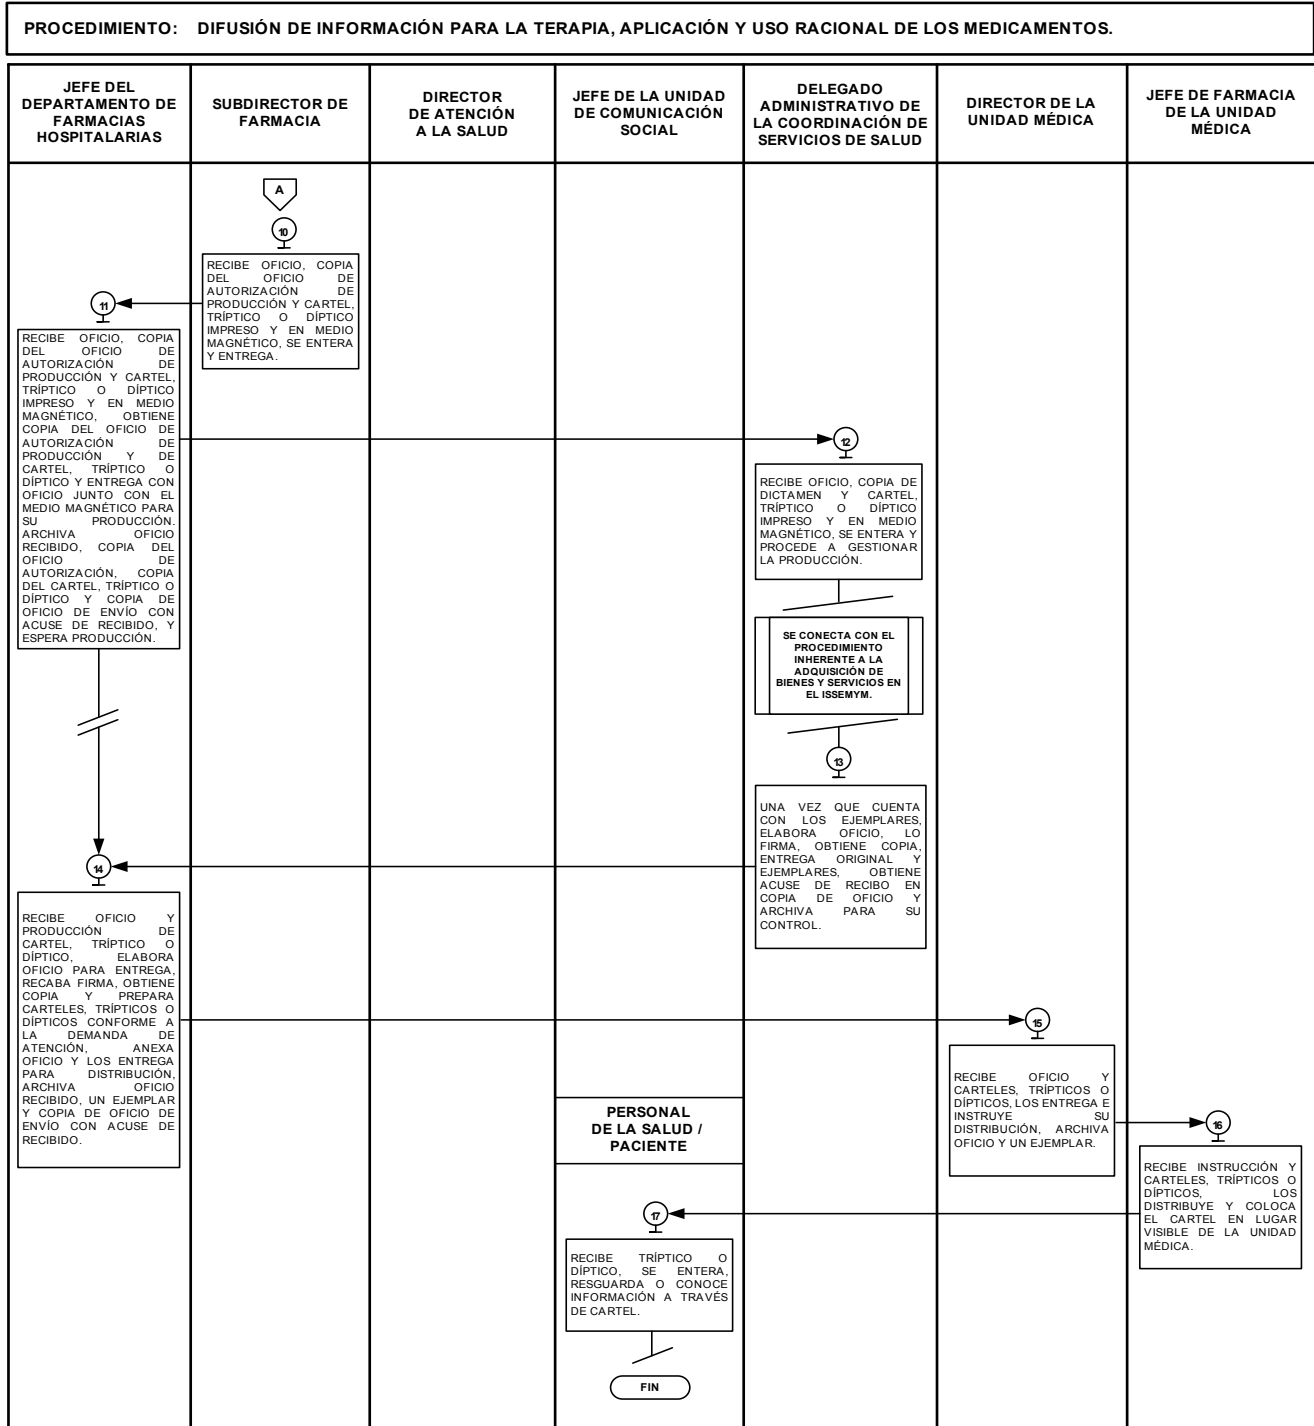 PROCEDIMIENTO: DIFUSIÓN DE INFORMACIÓN PARA LA TERAPIA, APLICACIÓN Y USO RACIONAL DE LOS MEDICAMENTOS.
JEFE DEL
DEPARTAMENTO DE
FARMACIAS
HOSPITALARIAS
SUBDIRECTOR DE
FARMACIA
DIRECTOR
DE ATENCIÓN
A LA SALUD
JEFE DE LA UNIDAD
DE COMUNICACIÓN
SOCIAL
DELEGADO
ADMINISTRATIVO DE
LA COORDINACIÓN DE
SERVICIOS DE SALUD
DIRECTOR DE LA
UNIDAD MÉDICA
JEFE DE FARMACIA
DE LA UNIDAD
MÉDICA
A
10
RECIBE OFICIO, COPIA
DEL OFICIO DE
AUTORIZACIÓN DE
PRODUCCIÓN Y CARTEL,
TRÍPTICO O DÍPTICO
IMPRESO Y EN MEDIO
MAGNÉTICO, SE ENTERA
Y ENTREGA.
11
RECIBE OFICIO, COPIA
DEL OFICIO DE
AUTORIZACIÓN DE
PRODUCCIÓN Y CARTEL,
TRÍPTICO O DÍPTICO
IMPRESO Y EN MEDIO
MAGNÉTICO, OBTIENE
COPIA DEL OFICIO DE
AUTORIZACIÓN DE
PRODUCCIÓN Y DE
CARTEL, TRÍPTICO O
DÍPTICO Y ENTREGA CON
OFICIO JUNTO CON EL
MEDIO MAGNÉTICO PARA
SU PRODUCCIÓN.
ARCHIVA OFICIO
RECIBIDO, COPIA DEL
OFICIO DE
AUTORIZACIÓN, COPIA
DEL CARTEL, TRÍPTICO O
DÍPTICO Y COPIA DE
OFICIO DE ENVÍO CON
ACUSE DE RECIBIDO, Y
ESPERA PRODUCCIÓN.
12
RECIBE OFICIO, COPIA DE
DICTAMEN Y CARTEL,
TRÍPTICO O DÍPTICO
IMPRESO Y EN MEDIO
MAGNÉTICO, SE ENTERA Y
PROCEDE A GESTIONAR
LA PRODUCCIÓN.
SE CONECTA CON EL
PROCEDIMIENTO
INHERENTE A LA
ADQUISICIÓN DE
BIENES Y SERVICIOS EN
EL ISSEMYM.
13
UNA VEZ QUE CUENTA
CON LOS EJEMPLARES,
ELABORA OFICIO, LO
FIRMA, OBTIENE COPIA,
ENTREGA ORIGINAL Y
EJEMPLARES, OBTIENE
ACUSE DE RECIBO EN
COPIA DE OFICIO Y
ARCHIVA PARA SU
CONTROL.
14
RECIBE OFICIO Y
PRODUCCIÓN DE
CARTEL, TRÍPTICO O
DÍPTICO, ELABORA
OFICIO PARA ENTREGA,
RECABA FIRMA, OBTIENE
COPIA Y PREPARA
CARTELES, TRÍPTICOS O
DÍPTICOS CONFORME A
LA DEMANDA DE
ATENCIÓN, ANEXA
OFICIO Y LOS ENTREGA
PARA DISTRIBUCIÓN,
ARCHIVA OFICIO
RECIBIDO, UN EJEMPLAR
Y COPIA DE OFICIO DE
ENVÍO CON ACUSE DE
RECIBIDO.
15
RECIBE OFICIO Y
CARTELES, TRÍPTICOS O
DÍPTICOS, LOS ENTREGA E
INSTRUYE SU
DISTRIBUCIÓN, ARCHIVA
OFICIO Y UN EJEMPLAR.
16
RECIBE INSTRUCCIÓN Y
CARTELES, TRÍPTICOS O
DÍPTICOS, LOS
DISTRIBUYE Y COLOCA
EL CARTEL EN LUGAR
VISIBLE DE LA UNIDAD
MÉDICA.
PERSONAL
DE LA SALUD /
PACIENTE
17
RECIBE TRÍPTICO O
DÍPTICO, SE ENTERA,
RESGUARDA O CONOCE
INFORMACIÓN A TRAVÉS
DE CARTEL.
FIN